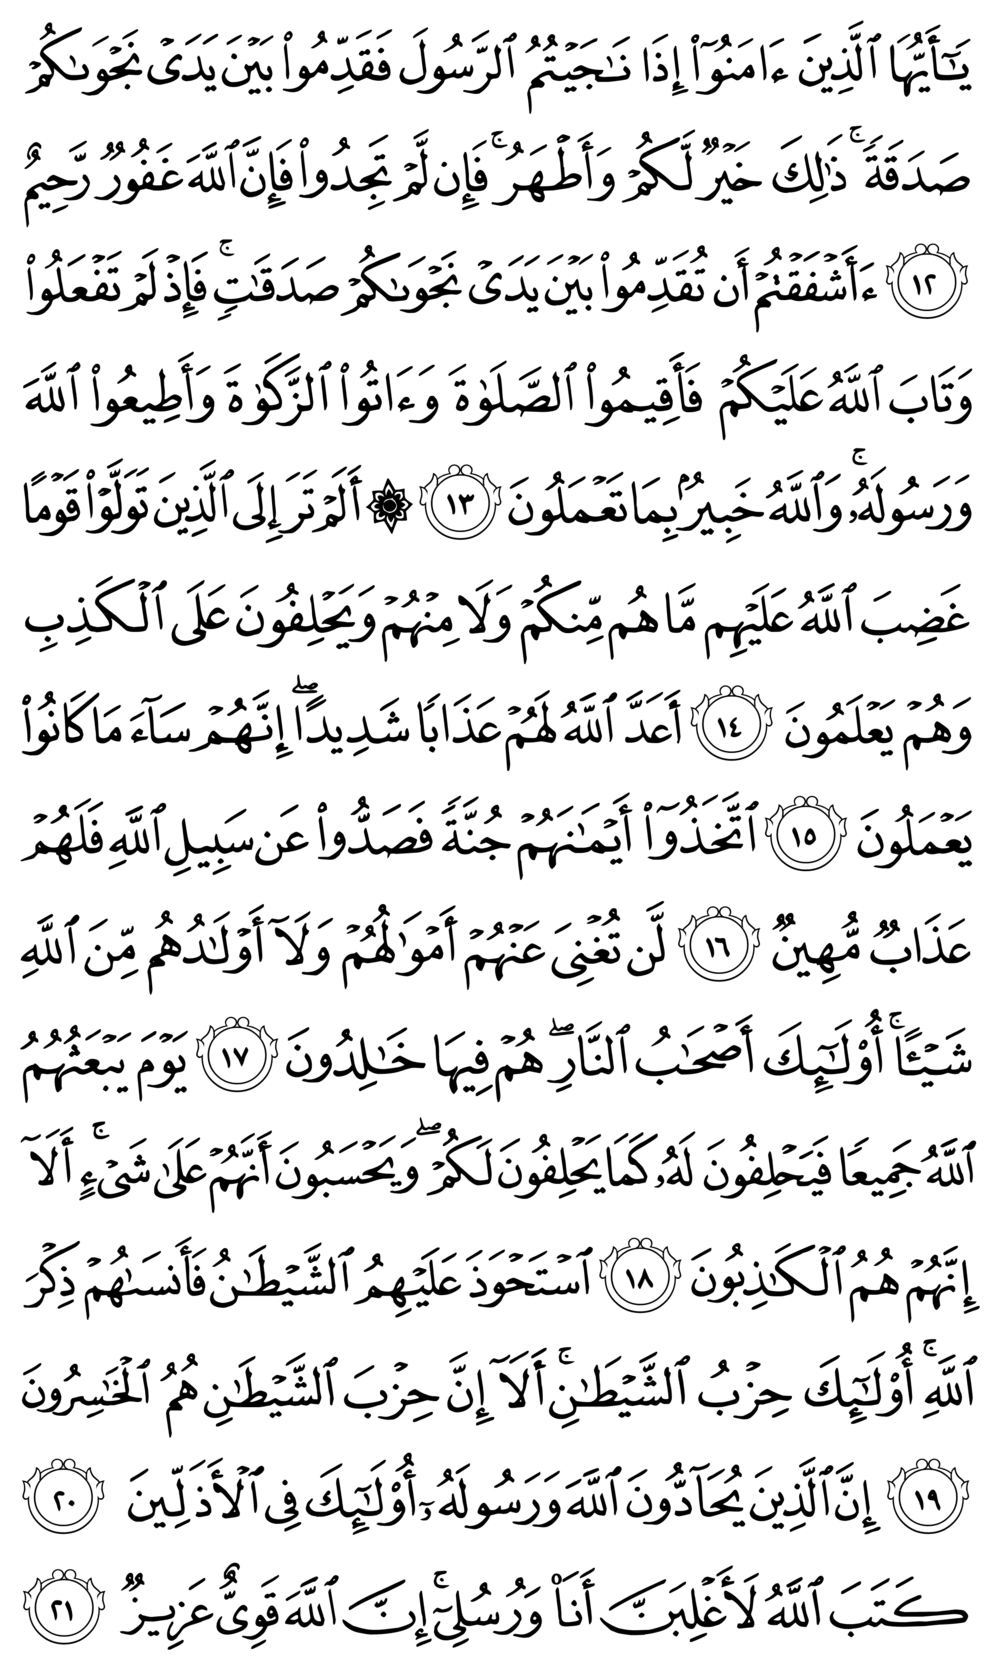 يَـٰٓأَيُّهَا ٱلَّذِينَ ءَامَنُوٓا۟ إِذَا نَـٰجَيْتُمُ ٱلرَّسُولَ فَقَدِّمُوا۟ بَيْنَ يَدَىْ نَجْوَىٰكُمْ
صَدَقَةً ۚ ذَٰلِكَ خَيْرٌ لَّكُمْ وَأَطْهَرُ ۚ فَإِن لَّمْ تَجِدُوا۟ فَإِنَّ ٱللَّهَ غَفُورٌ رَّحِيمٌ
١٢ ءَأَشْفَقْتُمْ أَن تُقَدِّمُوا۟ بَيْنَ يَدَىْ نَجْوَىٰكُمْ صَدَقَـٰتٍ ۚ فَإِذْ لَمْ تَفْعَلُوا۟
وَتَابَ ٱللَّهُ عَلَيْكُمْ فَأَقِيمُوا۟ ٱلصَّلَوٰةَ وَءَاتُوا۟ ٱلزَّكَوٰةَ وَأَطِيعُوا۟ ٱللَّهَ
وَرَسُولَهُۥ ۚ وَٱللَّهُ خَبِيرٌۢ بِمَا تَعْمَلُونَ ١٣ ۞ أَلَمْ تَرَ إِلَى ٱلَّذِينَ تَوَلَّوْا۟ قَوْمًا
غَضِبَ ٱللَّهُ عَلَيْهِم مَّا هُم مِّنكُمْ وَلَا مِنْهُمْ وَيَحْلِفُونَ عَلَى ٱلْكَذِبِ
وَهُمْ يَعْلَمُونَ ١٤ أَعَدَّ ٱللَّهُ لَهُمْ عَذَابًا شَدِيدًا ۖ إِنَّهُمْ سَآءَ مَا كَانُوا۟
يَعْمَلُونَ ١٥ ٱتَّخَذُوٓا۟ أَيْمَـٰنَهُمْ جُنَّةً فَصَدُّوا۟ عَن سَبِيلِ ٱللَّهِ فَلَهُمْ
عَذَابٌ مُّهِينٌ ١٦ لَّن تُغْنِىَ عَنْهُمْ أَمْوَٰلُهُمْ وَلَآ أَوْلَـٰدُهُم مِّنَ ٱللَّهِ
شَيْـًٔا ۚ أُو۟لَـٰٓئِكَ أَصْحَـٰبُ ٱلنَّارِ ۖ هُمْ فِيهَا خَـٰلِدُونَ ١٧ يَوْمَ يَبْعَثُهُمُ
ٱللَّهُ جَمِيعًا فَيَحْلِفُونَ لَهُۥ كَمَا يَحْلِفُونَ لَكُمْ ۖ وَيَحْسَبُونَ أَنَّهُمْ عَلَىٰ شَىْءٍ ۚ أَلَآ
إِنَّهُمْ هُمُ ٱلْكَـٰذِبُونَ ١٨ ٱسْتَحْوَذَ عَلَيْهِمُ ٱلشَّيْطَـٰنُ فَأَنسَىٰهُمْ ذِكْرَ
ٱللَّهِ ۚ أُو۟لَـٰٓئِكَ حِزْبُ ٱلشَّيْطَـٰنِ ۚ أَلَآ إِنَّ حِزْبَ ٱلشَّيْطَـٰنِ هُمُ ٱلْخَـٰسِرُونَ
١٩ إِنَّ ٱلَّذِينَ يُحَآدُّونَ ٱللَّهَ وَرَسُولَهُۥٓ أُو۟لَـٰٓئِكَ فِى ٱلْأَذَلِّينَ ٢٠
كَتَبَ ٱللَّهُ لَأَغْلِبَنَّ أَنَا۠ وَرُسُلِىٓ ۚ إِنَّ ٱللَّهَ قَوِىٌّ عَزِيزٌ ٢١